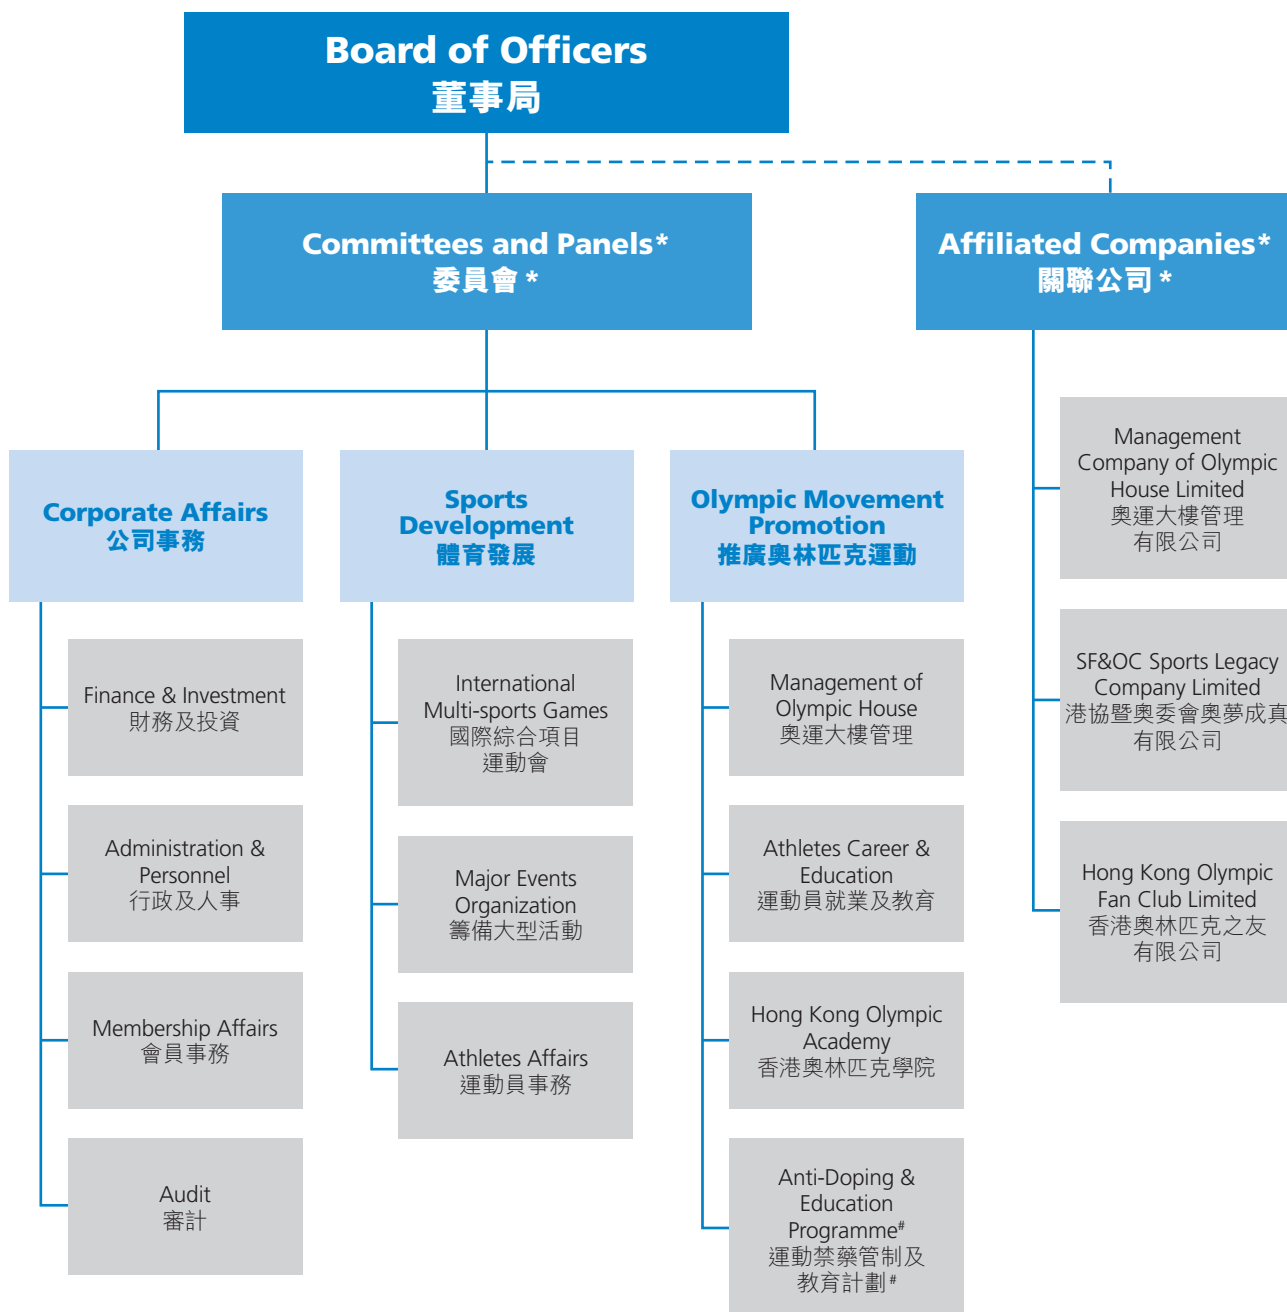 Board of Officers
董事局
Committees and Panels*
委員會*
Affiliated Companies*
關聯公司*
Corporate Affairs
公司事務
Finance & Investment
財務及投資
Administration &
Personnel
行政及人事
Membership Affairs
會員事務
Audit
審計
Sports
Development
體育發展
International
Multi-sports Games
國際綜合項目
運動會
Major Events
Organization
籌備大型活動
Athletes Affairs
運動員事務
Olympic Movement
Promotion
推廣奧林匹克運動
Management of
Olympic House
奧運大樓管理
Athletes Career &
Education
運動員就業及教育
Hong Kong Olympic
Academy
香港奧林匹克學院
Anti-Doping &
Education
Programme#
運動禁藥管制及
教育計劃#
Management
Company of Olympic
House Limited
奧運大樓管理
有限公司
SF&OC Sports Legacy
Company Limited
港協暨奧委會奧夢成真
有限公司
Hong Kong Olympic
Fan Club Limited
香港奧林匹克之友
有限公司